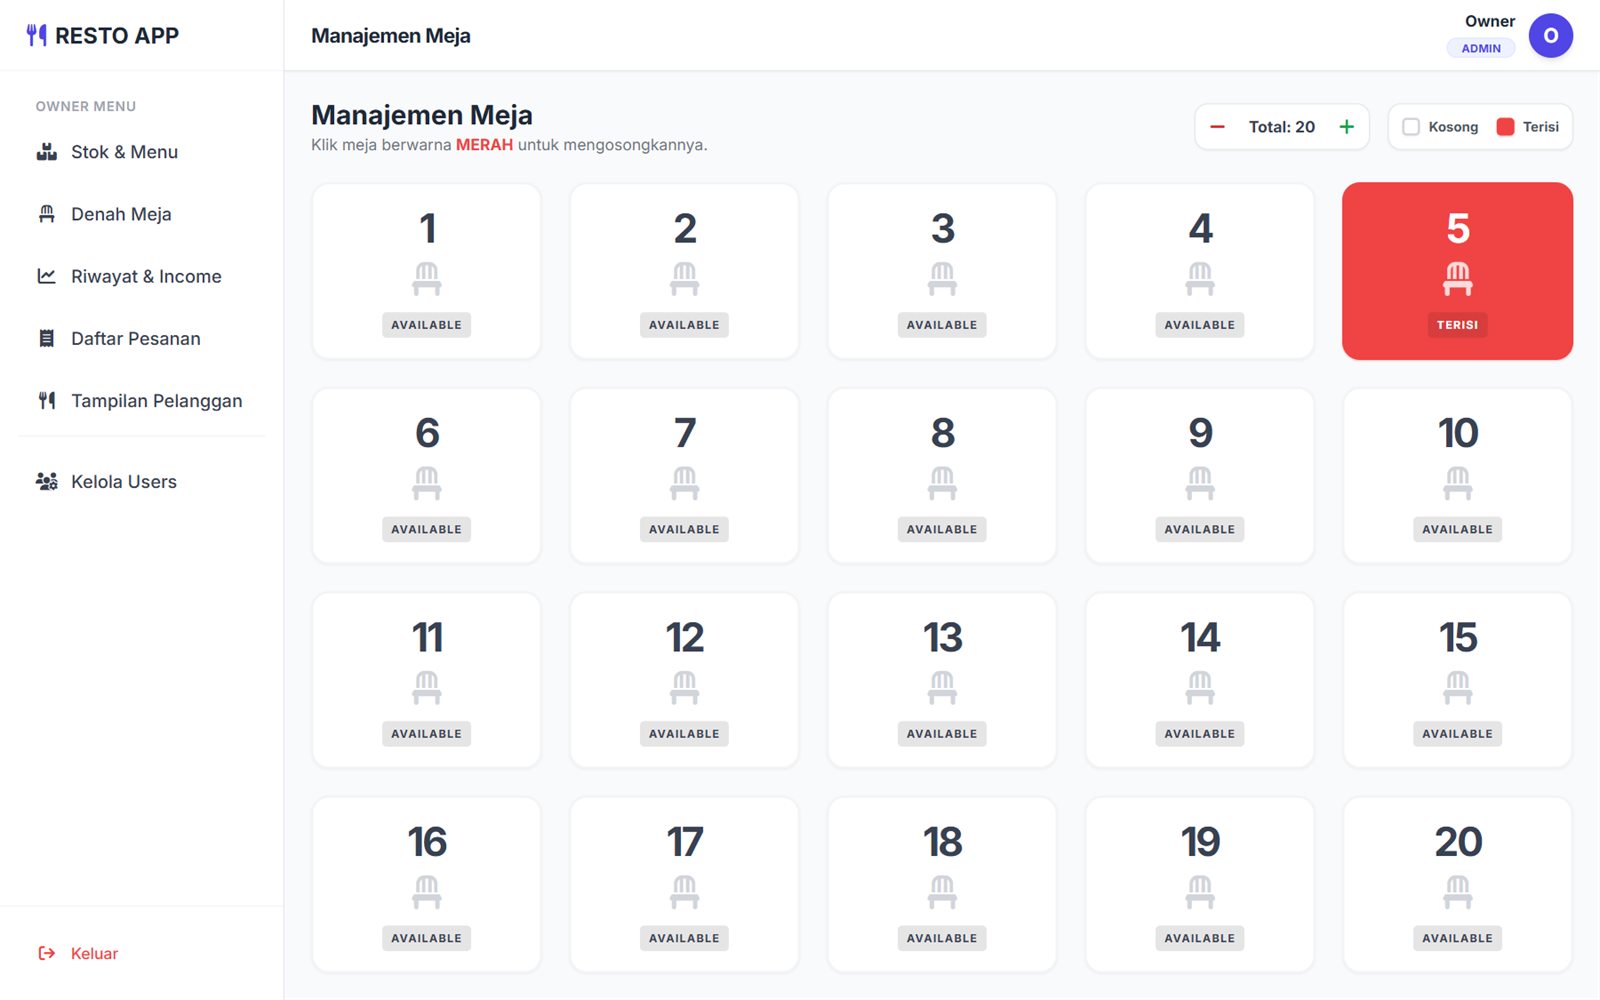 RESTO APP
OWNER MENU
Stok & Menu
Denah Meja
Riwayat & Income
Daftar Pesanan
Tampilan Pelanggan
Kelola Users
Keluar
Manajemen Meja
Owner
ADMIN
O
Manajemen Meja
Klik meja berwarna MERAH untuk mengosongkannya.
− Total: 20 +
Kosong Terisi
1
AVAILABLE
2
AVAILABLE
3
AVAILABLE
4
AVAILABLE
5
TERISI
6
AVAILABLE
7
AVAILABLE
8
AVAILABLE
9
AVAILABLE
10
AVAILABLE
11
AVAILABLE
12
AVAILABLE
13
AVAILABLE
14
AVAILABLE
15
AVAILABLE
16
AVAILABLE
17
AVAILABLE
18
AVAILABLE
19
AVAILABLE
20
AVAILABLE